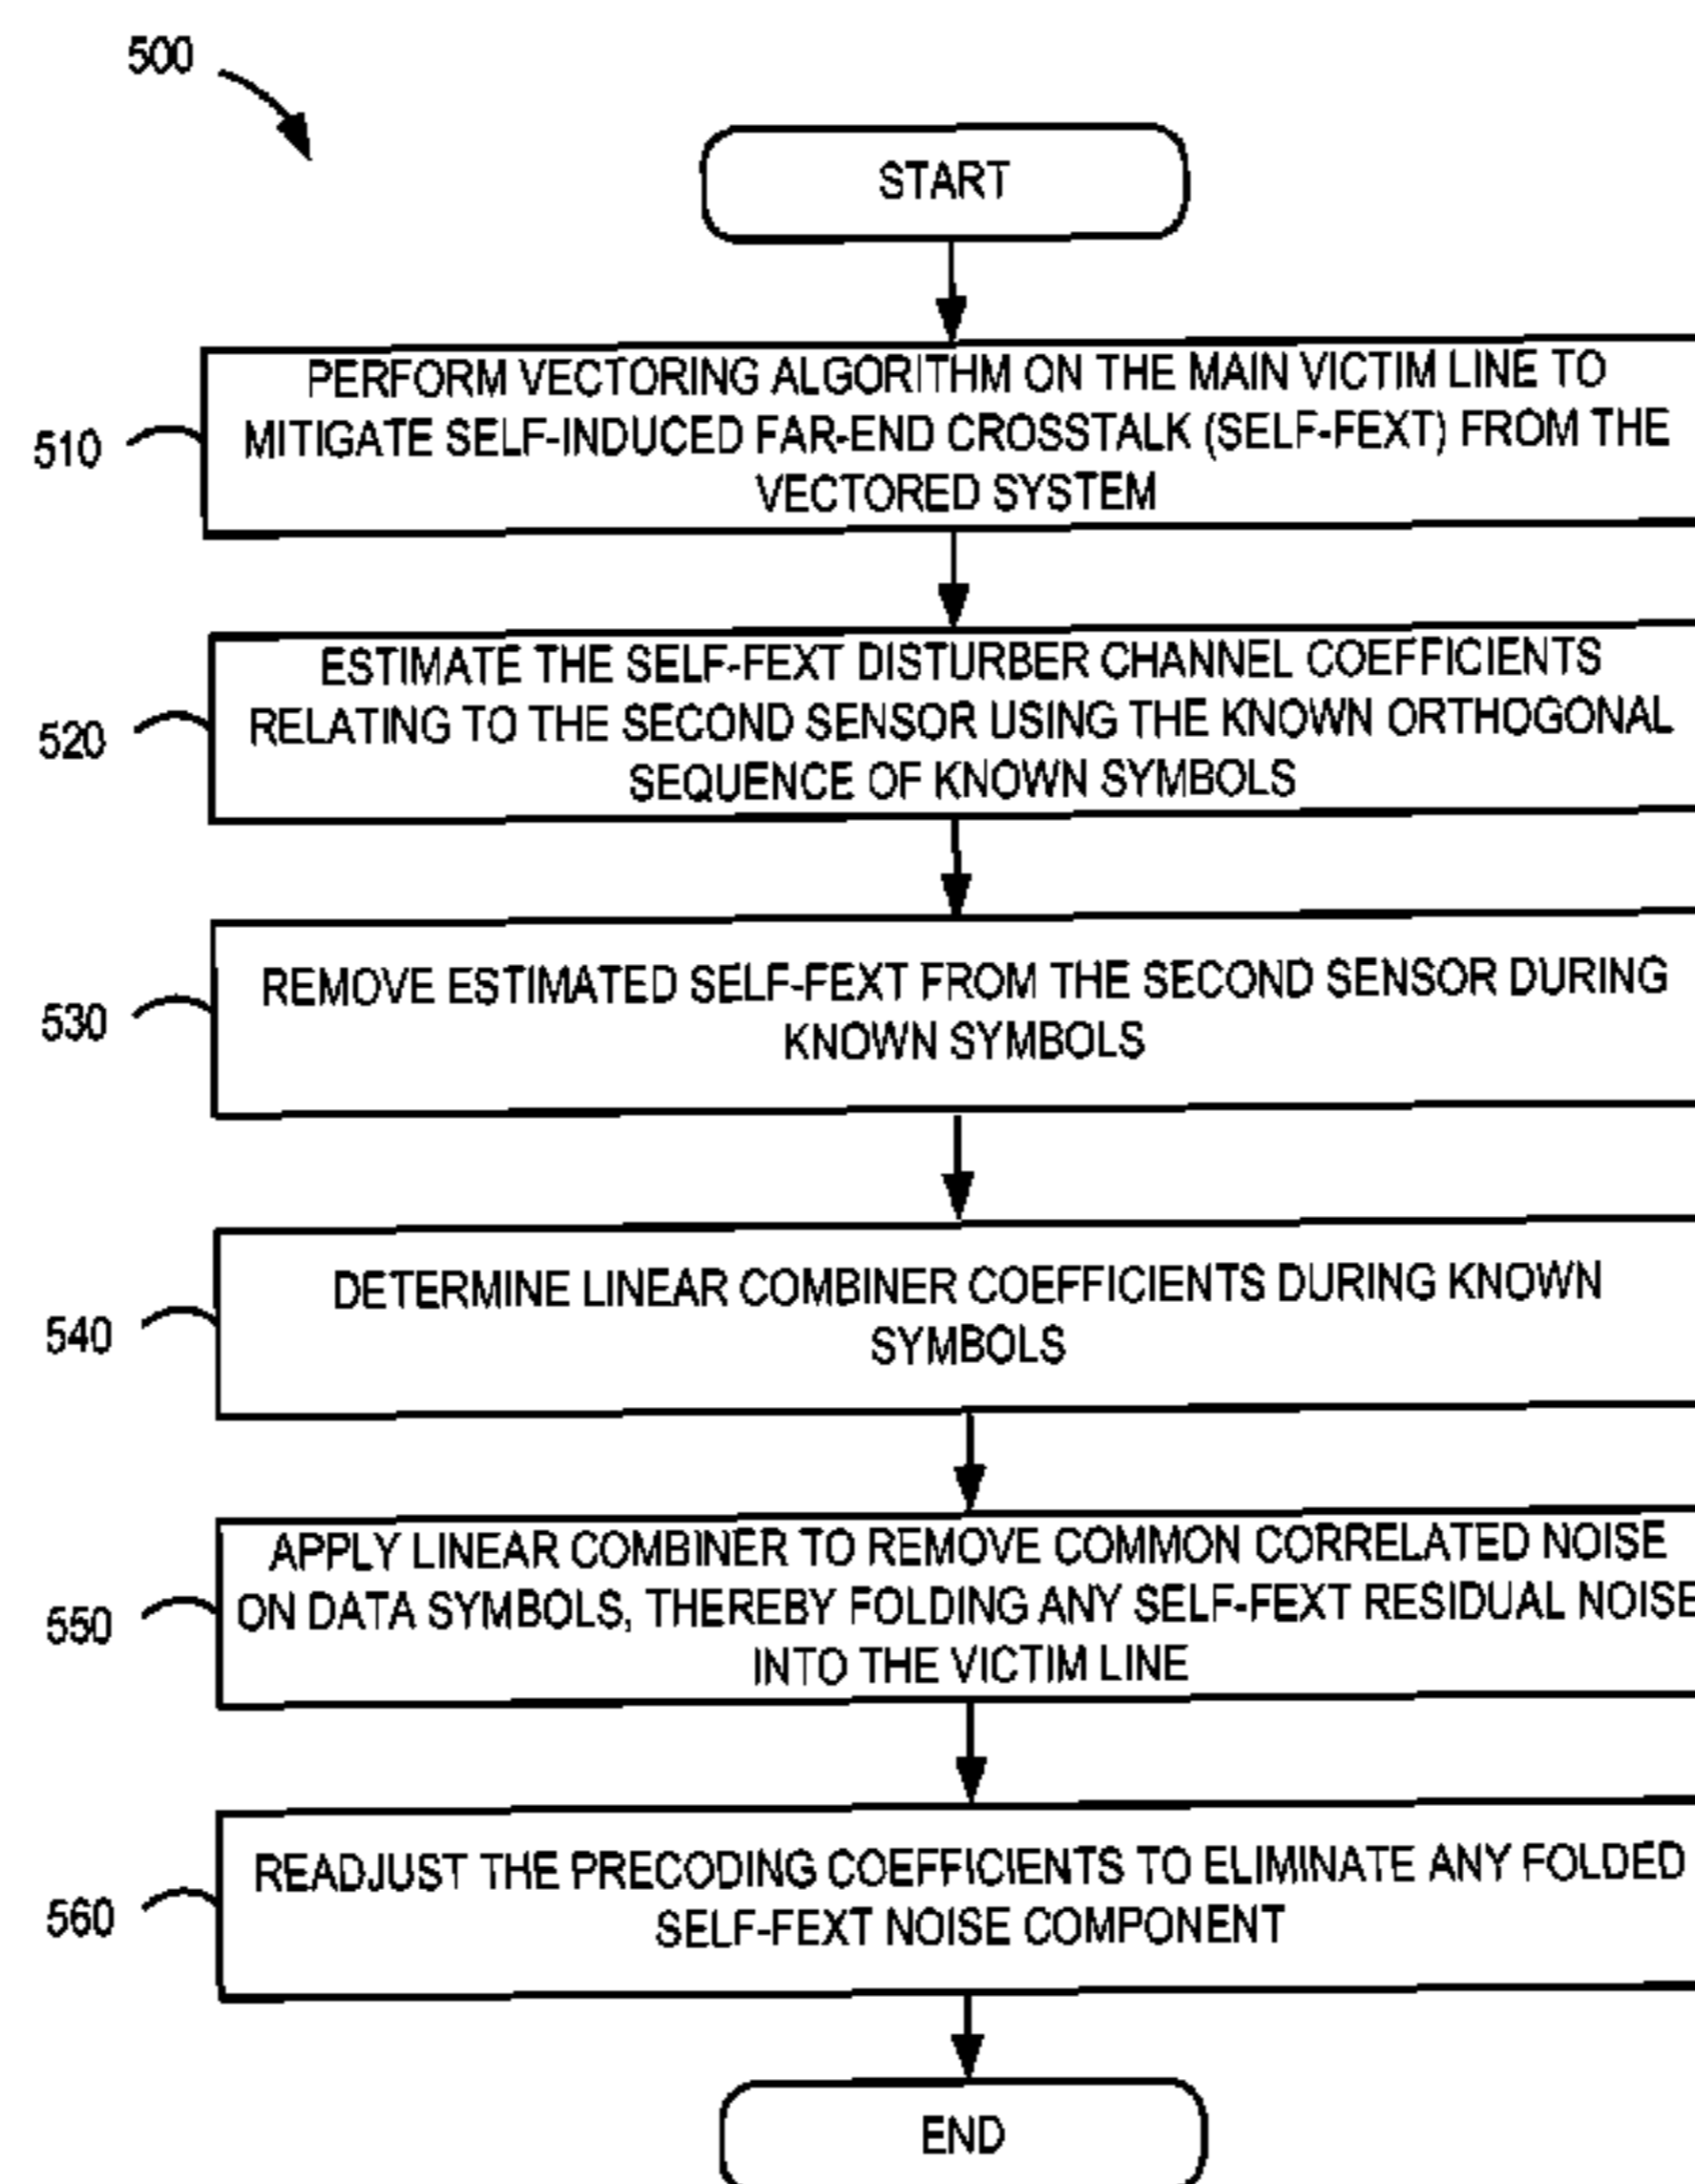 500
START
510
PERFORM VECTORING ALGORITHM ON THE MAIN VICTIM LINE TO
MITIGATE SELF-INDUCED FAR-END CROSSTALK (SELF-FEXT) FROM THE
VECTORED SYSTEM
520
ESTIMATE THE SELF-FEXT DISTURBER CHANNEL COEFFICIENTS
RELATING TO THE SECOND SENSOR USING THE KNOWN ORTHOGONAL
SEQUENCE OF KNOWN SYMBOLS
530
REMOVE ESTIMATED SELF-FEXT FROM THE SECOND SENSOR DURING
KNOWN SYMBOLS
540
DETERMINE LINEAR COMBINER COEFFICIENTS DURING KNOWN
SYMBOLS
550
APPLY LINEAR COMBINER TO REMOVE COMMON CORRELATED NOISE
ON DATA SYMBOLS, THEREBY FOLDING ANY SELF-FEXT RESIDUAL NOISE
INTO THE VICTIM LINE
560
READJUST THE PRECODING COEFFICIENTS TO ELIMINATE ANY FOLDED
SELF-FEXT NOISE COMPONENT
END